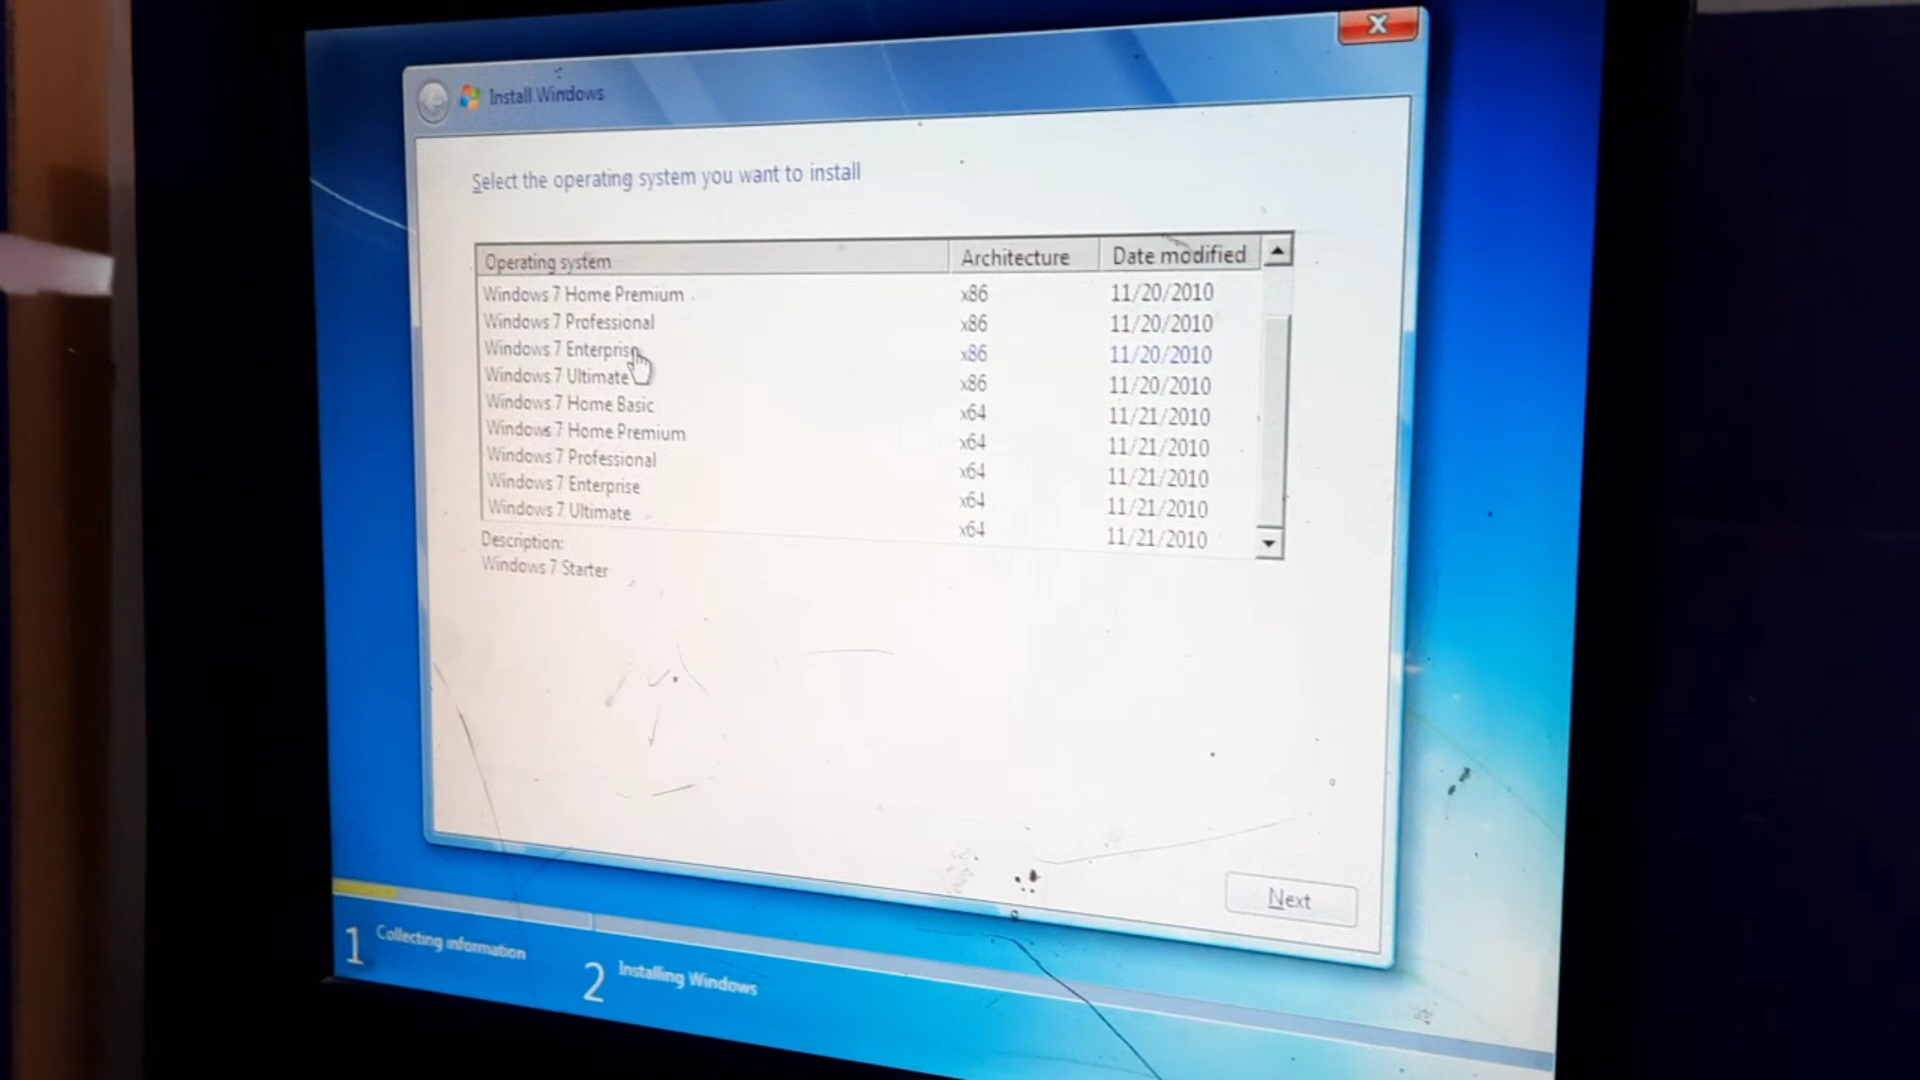 Install Windows
Select the operating system you want to install
Operating system Architecture Date modified
Windows 7 Home Premium x86 11/20/2010
Windows 7 Professional x86 11/20/2010
Windows 7 Enterprise x86 11/20/2010
Windows 7 Ultimate x86 11/20/2010
Windows 7 Home Basic x64 11/21/2010
Windows 7 Home Premium x64 11/21/2010
Windows 7 Professional x64 11/21/2010
Windows 7 Enterprise x64 11/21/2010
Windows 7 Ultimate x64 11/21/2010
Description:
Windows 7 Starter
Next
1 Collecting information
2 Installing Windows